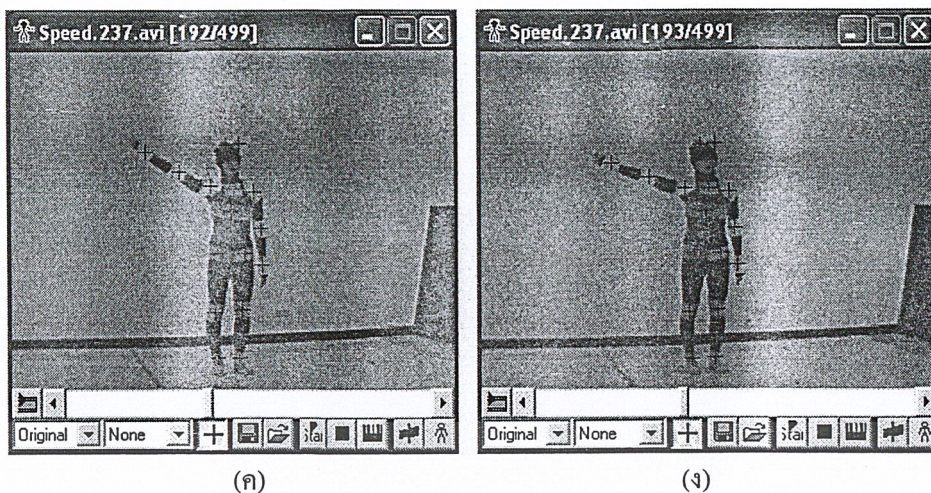 Speed.237.avi [192/499]
Speed.237.avi [193/499]
Original None
Original None
(ค)
(ง)